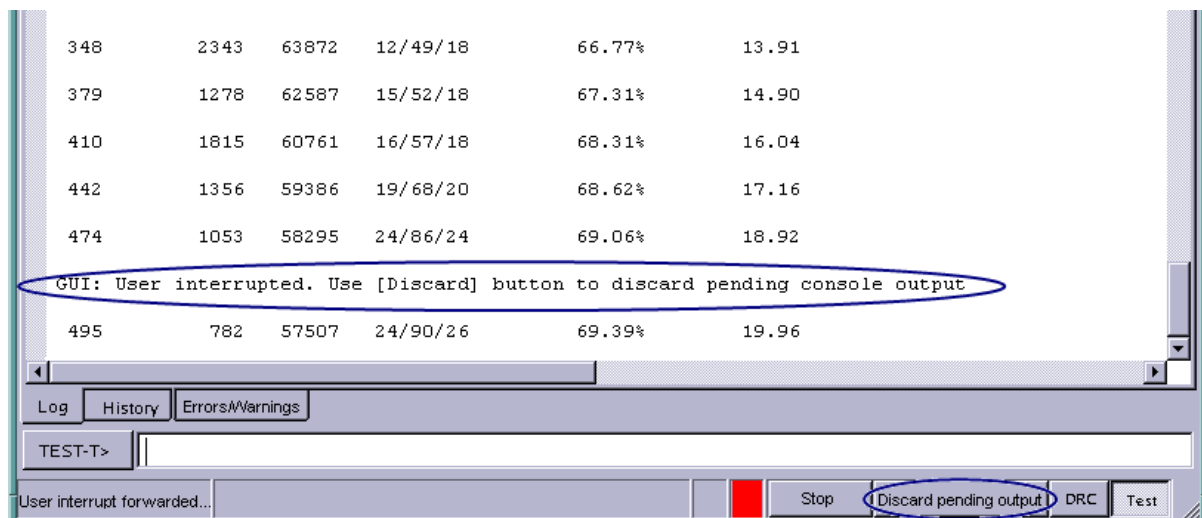 348 2343 63872 12/49/18 66.77% 13.91
379 1278 62587 15/52/18 67.31% 14.90
410 1815 60761 16/57/18 68.31% 16.04
442 1356 59386 19/68/20 68.62% 17.16
474 1053 58295 24/86/24 69.06% 18.92
GUI: User interrupted. Use [Discard] button to discard pending console output
495 782 57507 24/90/26 69.39% 19.96
Log History Errors/Warnings
TEST-T>
User interrupt forwarded... Stop Discard pending output DRC Test